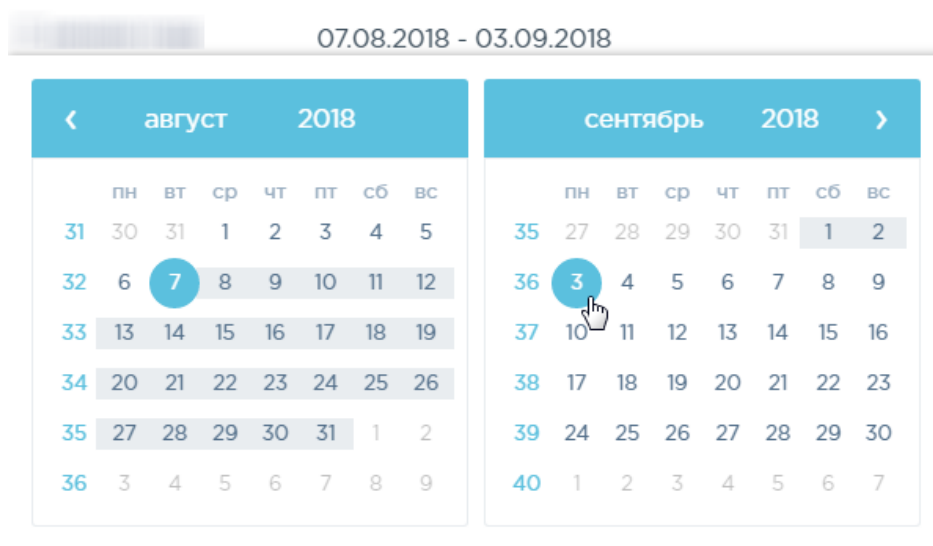 07.08.2018 - 03.09.2018
август 2018
пн вт ср чт пт сб вс
31 30 31 1 2 3 4 5
32 6 7 8 9 10 11 12
33 13 14 15 16 17 18 19
34 20 21 22 23 24 25 26
35 27 28 29 30 31 1 2
36 3 4 5 6 7 8 9
сентябрь 2018
пн вт ср чт пт сб вс
35 27 28 29 30 31 1 2
36 3 4 5 6 7 8 9
37 10 11 12 13 14 15 16
38 17 18 19 20 21 22 23
39 24 25 26 27 28 29 30
40 1 2 3 4 5 6 7